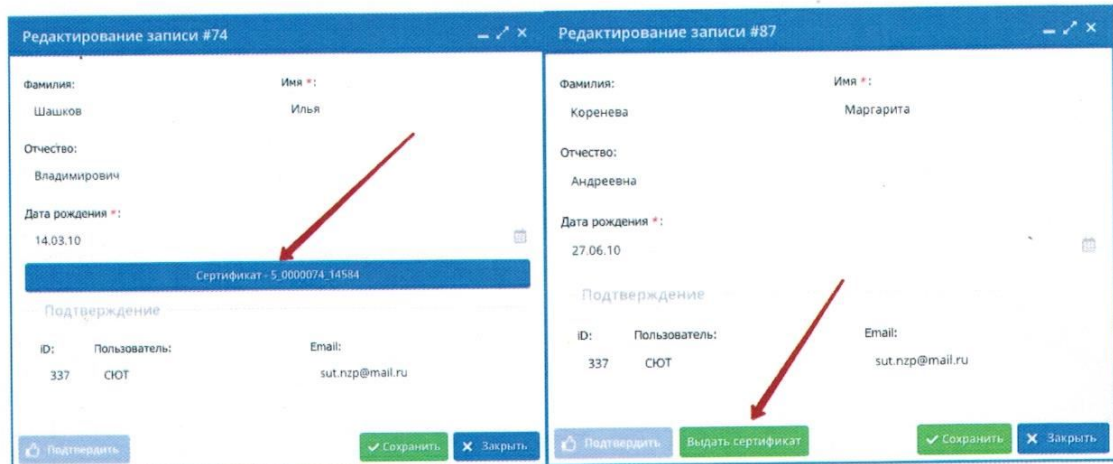 Редактирование записи #74
Фамилия: Имя *:
Шашков Илья
Отчество:
Владимирович
Дата рождения *:
14.03.10
Сертификат - 5_0000074_14584
Подтверждение
iD: Пользователь: Email:
337 СЮТ sut.nzp@mail.ru
Подтвердить Сохранить Закрыть
Редактирование записи #87
Фамилия: Имя *:
Коренева Маргарита
Отчество:
Андреевна
Дата рождения *:
27.06.10
Подтверждение
iD: Пользователь: Email:
337 СЮТ sut.nzp@mail.ru
Подтвердить Выдать сертификат Сохранить Закрыть